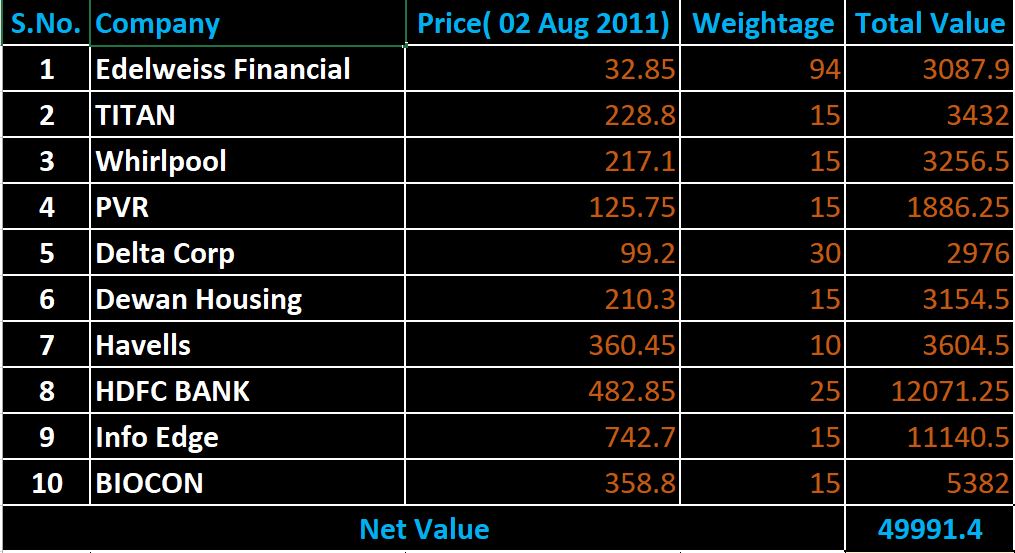 S.No. Company Price( 02 Aug 2011) Weightage Total Value
1 Edelweiss Financial 32.85 94 3087.9
2 TITAN 228.8 15 3432
3 Whirlpool 217.1 15 3256.5
4 PVR 125.75 15 1886.25
5 Delta Corp 99.2 30 2976
6 Dewan Housing 210.3 15 3154.5
7 Havells 360.45 10 3604.5
8 HDFC BANK 482.85 25 12071.25
9 Info Edge 742.7 15 11140.5
10 BIOCON 358.8 15 5382
Net Value 49991.4